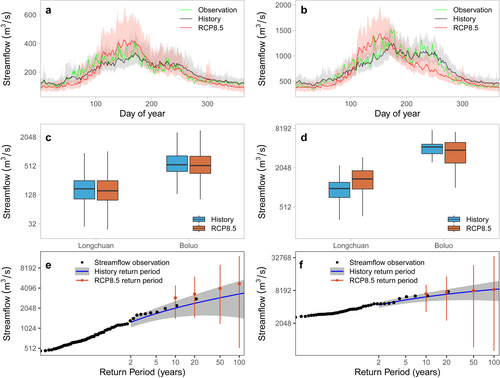 a
Observation
History
RCP8.5
Streamflow (m³/s)
600
400
200
100
200
300
Day of year
b
Observation
History
RCP8.5
Streamflow (m³/s)
2000
1500
1000
500
100
200
300
Day of year
c
Streamflow (m³/s)
2048
512
128
32
History
RCP8.5
Longchuan
Boluo
d
Streamflow (m³/s)
8192
2048
512
History
RCP8.5
Longchuan
Boluo
e
Streamflow observation
History return period
RCP8.5 return period
Streamflow (m³/s)
8192
4096
2048
1024
512
2
5
10
20
50
100
Return Period (years)
f
Streamflow observation
History return period
RCP8.5 return period
Streamflow (m³/s)
32768
8192
2048
2
5
10
20
50
100
Return Period (years)